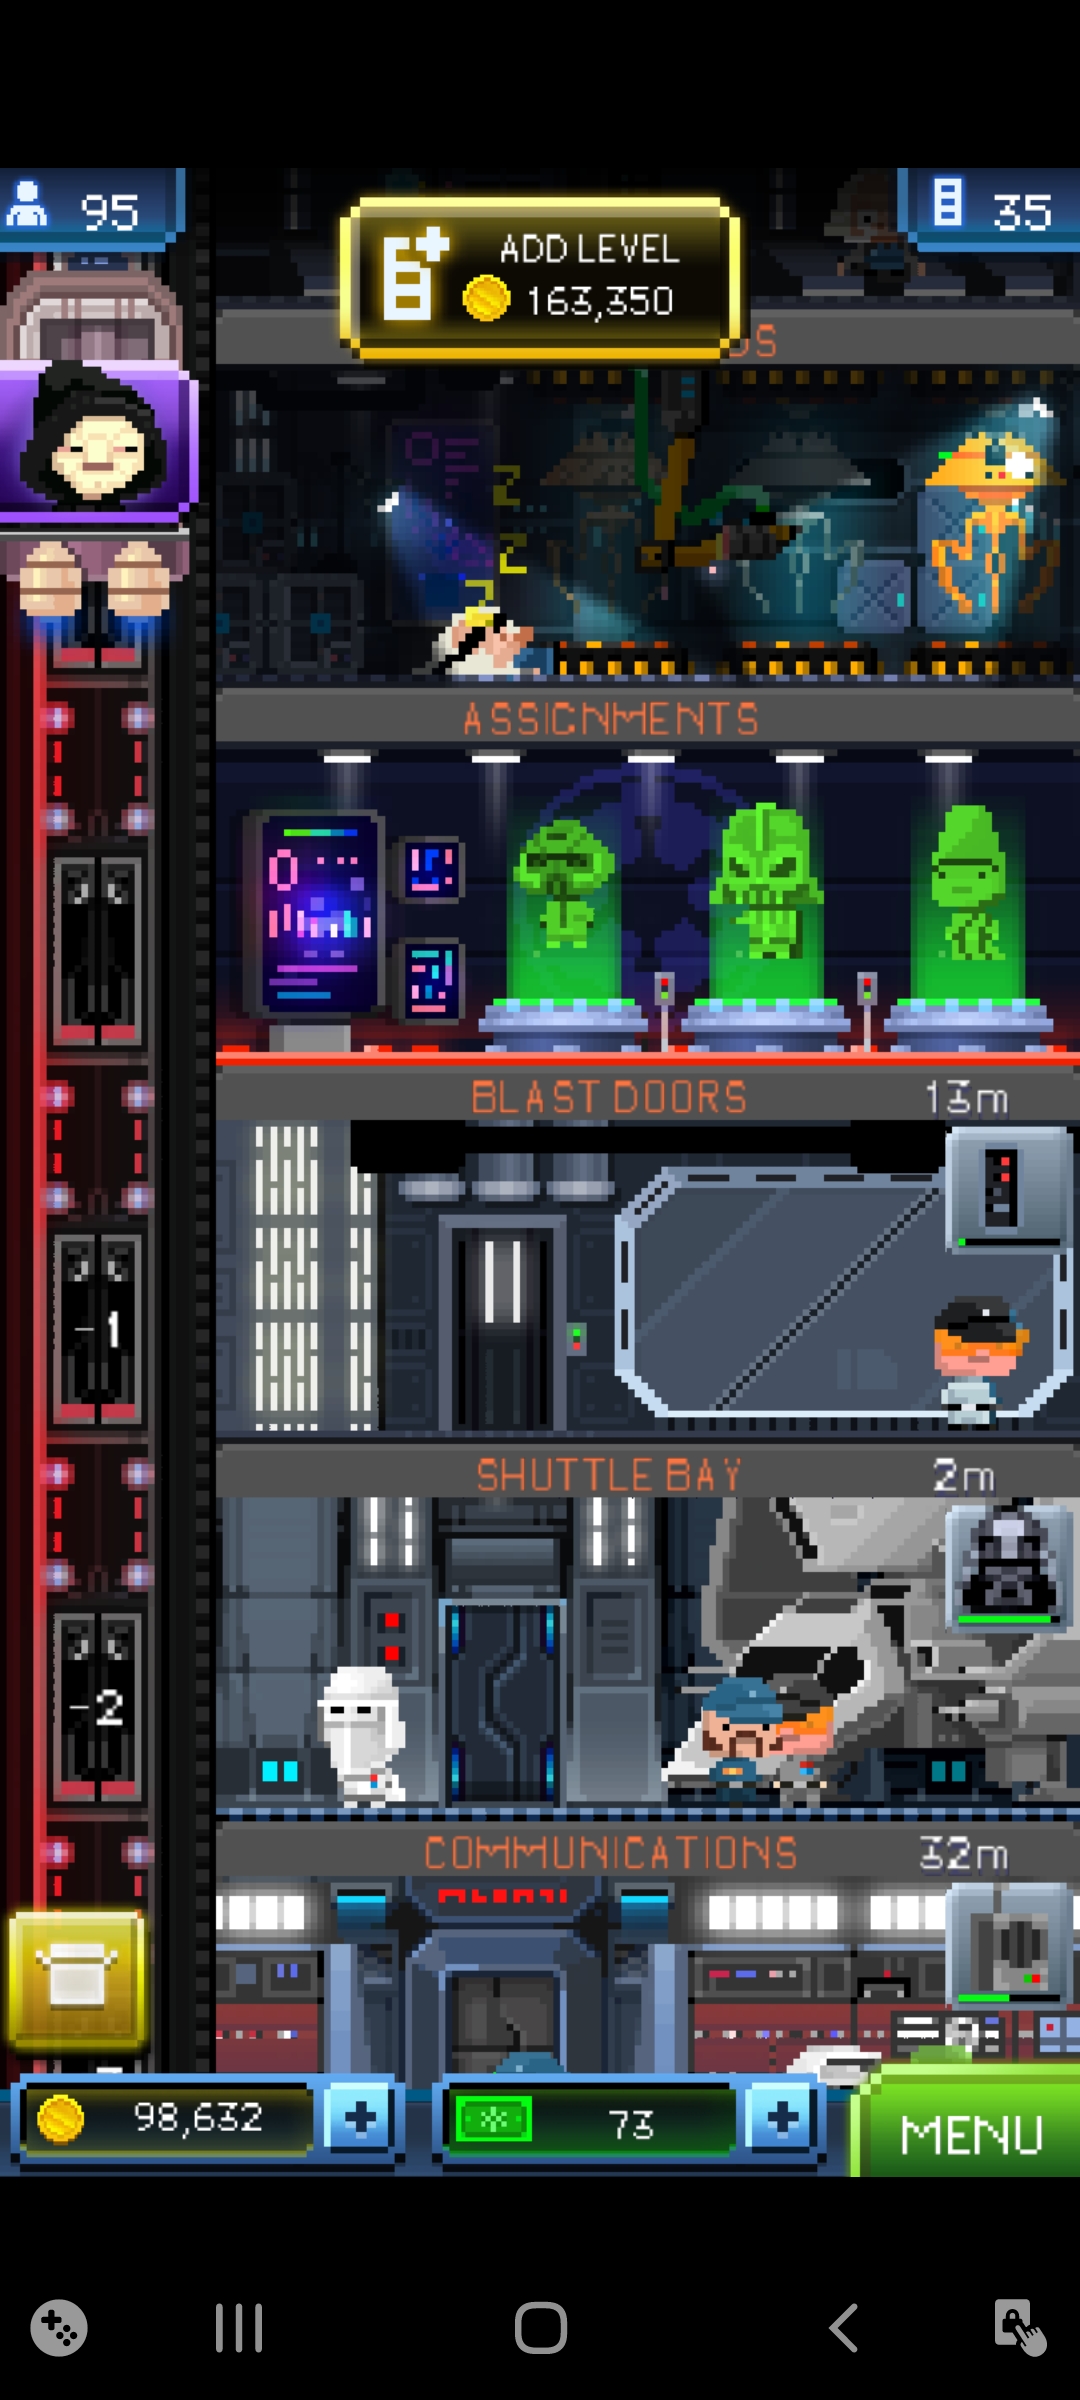 95
ADD LEVEL
163,350
35
DS
Z
Z
Z
ASSIGNMENTS
BLAST DOORS 13m
-1
SHUTTLE BAY 2m
-2
COMMUNICATIONS 32m
98,632
73
MENU